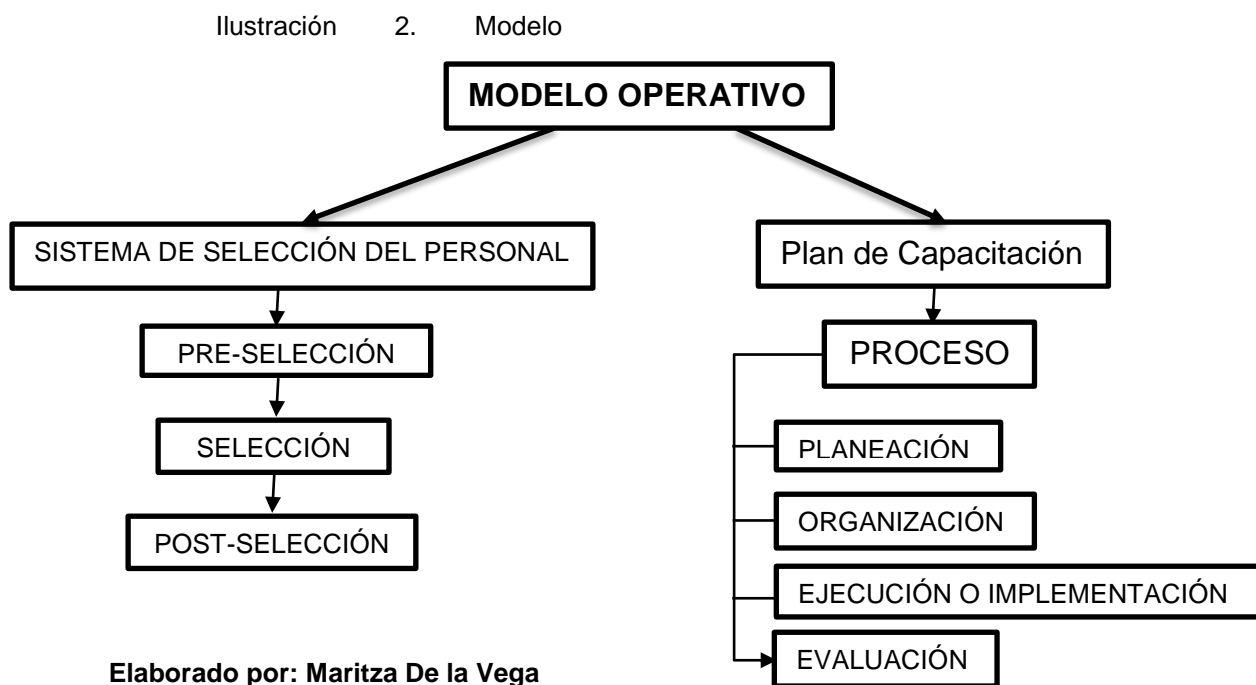 Ilustración 2. Modelo
MODELO OPERATIVO
SISTEMA DE SELECCIÓN DEL PERSONAL
PRE-SELECCIÓN
SELECCIÓN
POST-SELECCIÓN
Plan de Capacitación
PROCESO
PLANEACIÓN
ORGANIZACIÓN
EJECUCIÓN O IMPLEMENTACIÓN
EVALUACIÓN
Elaborado por: Maritza De la Vega